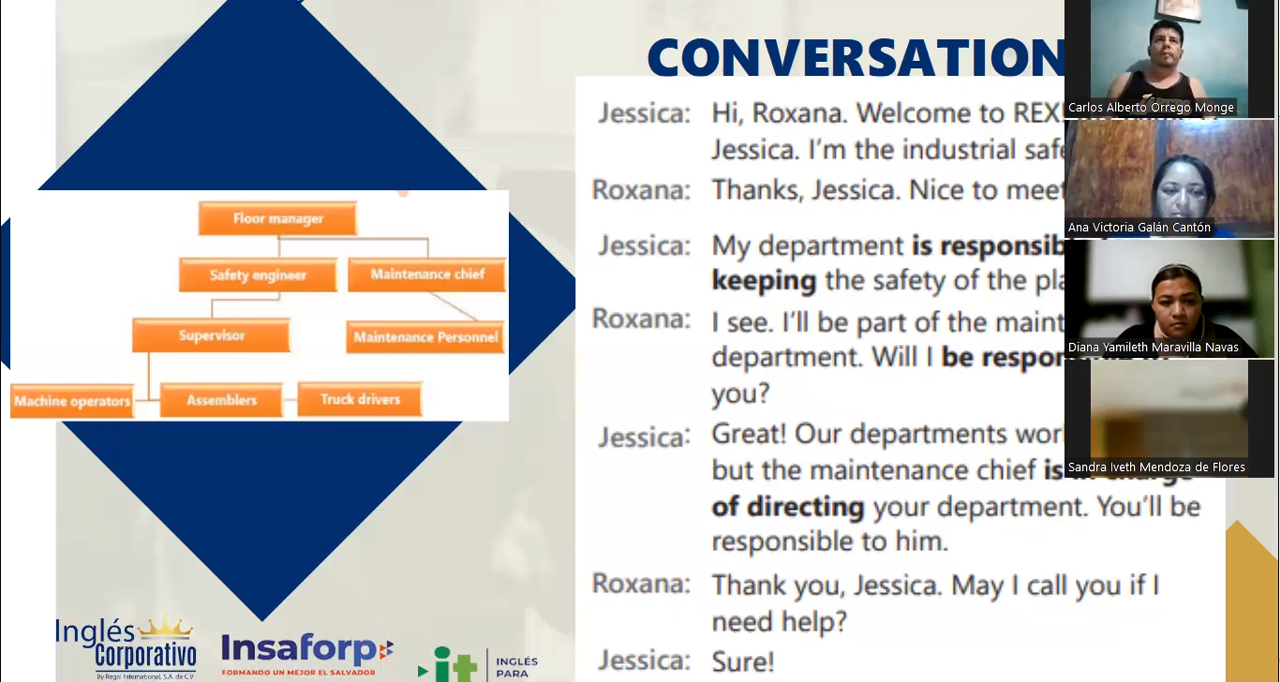 CONVERSATION
Jessica: Hi, Roxana. Welcome to REX
Jessica. I'm the industrial safe
Roxana: Thanks, Jessica. Nice to meet
Jessica: My department is responsib
keeping the safety of the pla
Roxana: I see. I'll be part of the maint
department. Will I be respon
you?
Jessica: Great! Our departments wor
but the maintenance chief is in charge
of directing your department. You'll be
responsible to him.
Roxana: Thank you, Jessica. May I call you if I
need help?
Jessica: Sure!
Floor manager
Safety engineer
Maintenance chief
Supervisor
Maintenance Personnel
Machine operators
Assemblers
Truck drivers
Inglés
Corporativo
By Regal International, S.A. de C.V.
Insaforp
FORMANDO UN MEJOR EL SALVADOR
it
INGLÉS
PARA
Carlos Alberto Orrego Monge
Ana Victoria Galán Cantón
Diana Yamileth Maravilla Navas
Sandra Iveth Mendoza de Flores